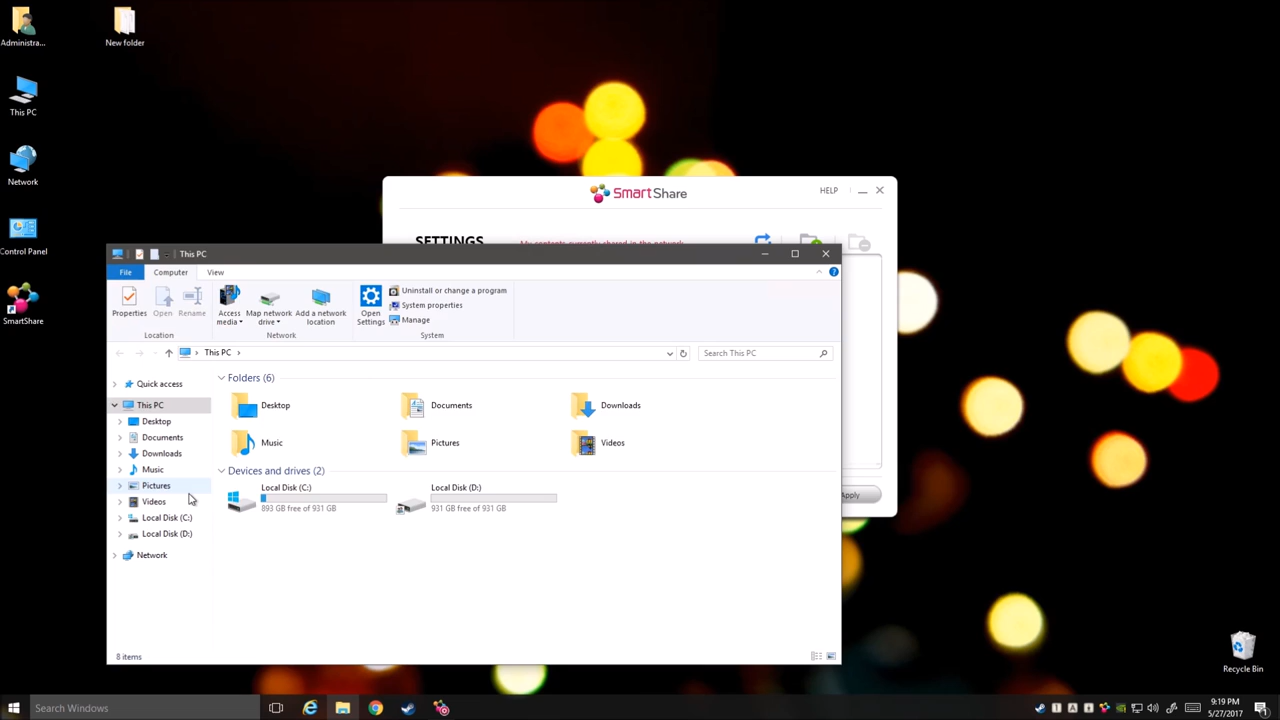 Administra...
New folder
This PC
Network
Control Panel
SmartShare
SmartShare
HELP
SETTINGS
My contents currently shared in the network
Apply
This PC
File
Computer
View
Properties
Open
Rename
Access media
Map network drive
Add a network location
Open Settings
Uninstall or change a program
System properties
Manage
Location
Network
System
This PC
Search This PC
Quick access
This PC
Desktop
Documents
Downloads
Music
Pictures
Videos
Local Disk (C:)
Local Disk (D:)
Network
Folders (6)
Desktop
Documents
Downloads
Music
Pictures
Videos
Devices and drives (2)
Local Disk (C:)
893 GB free of 931 GB
Local Disk (D:)
931 GB free of 931 GB
8 items
Recycle Bin
Search Windows
9:19 PM
5/27/2017